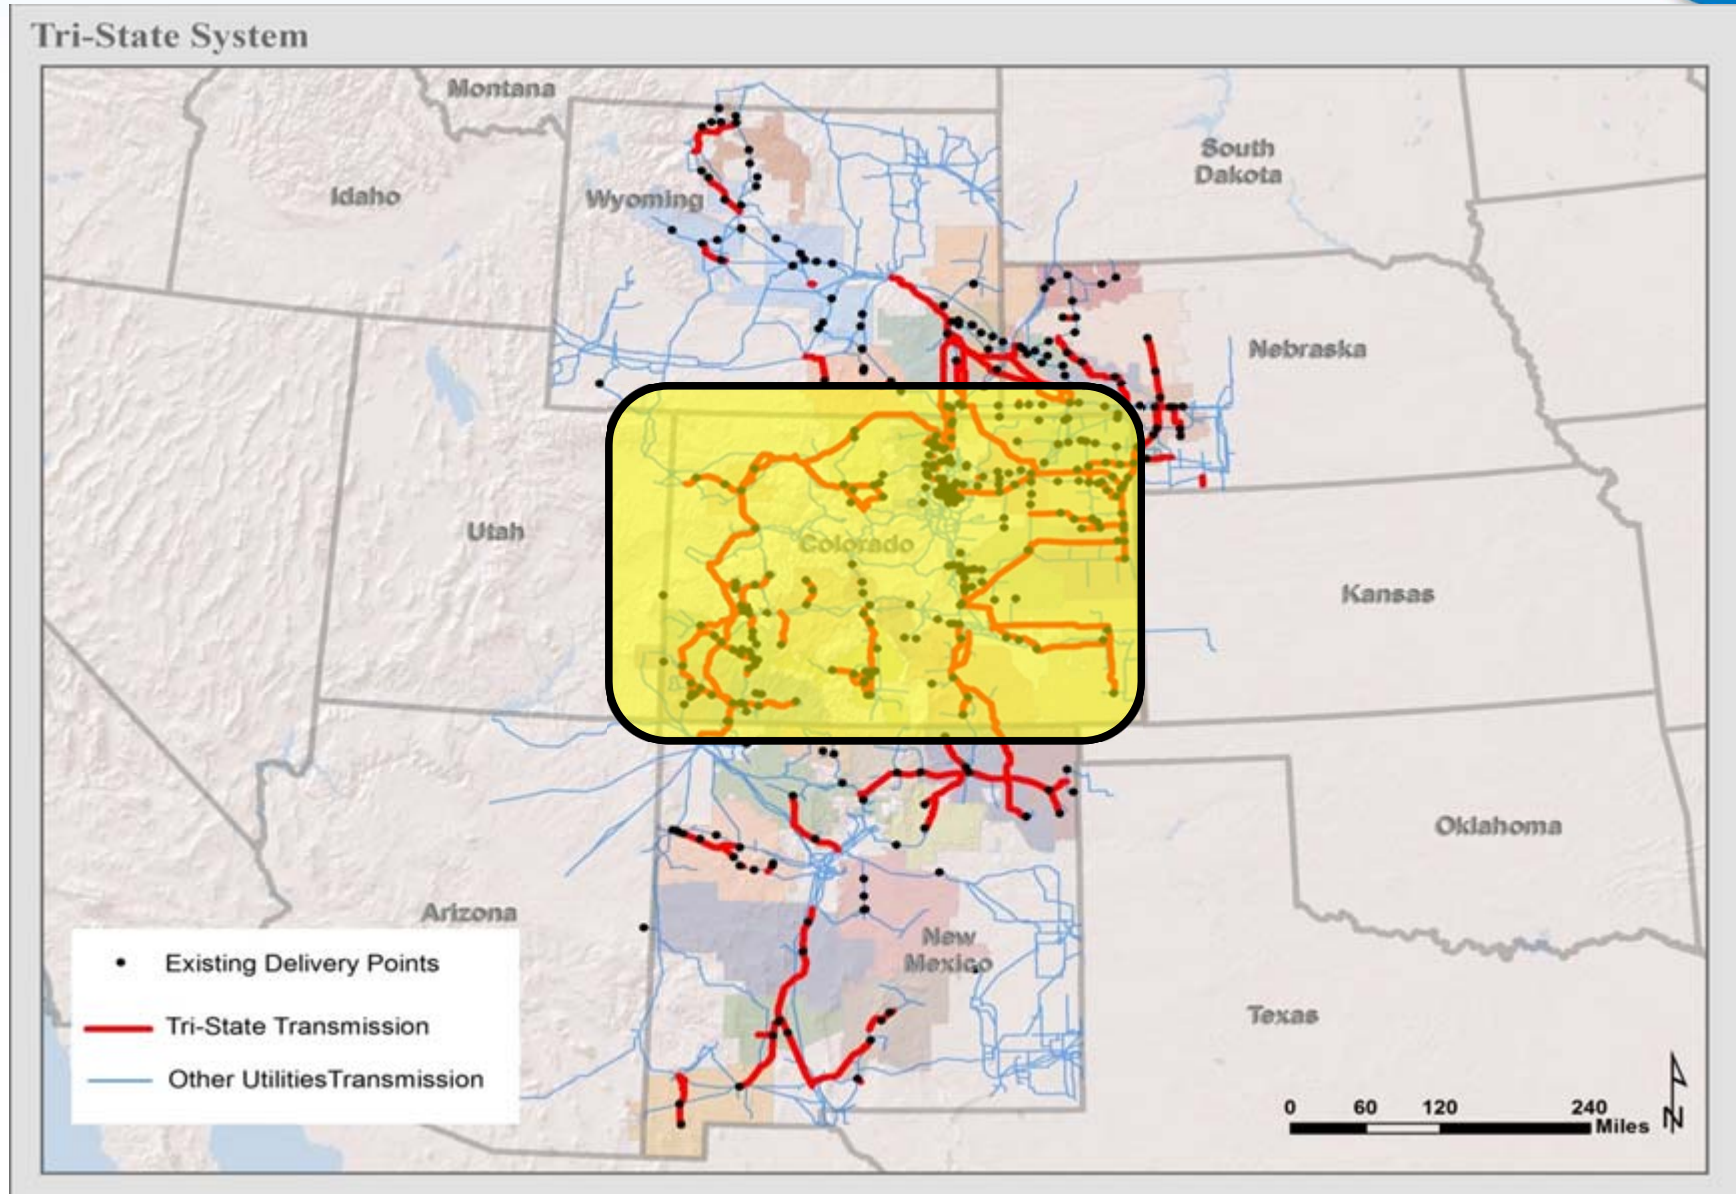 Tri-State System
Montana
South
Dakota
Idaho
Wyoming
Nebraska
Utah
Colorado
Kansas
Oklahoma
Arizona
New
Mexico
Texas
Existing Delivery Points
Tri-State Transmission
Other UtilitiesTransmission
0 60 120 240
Miles
N